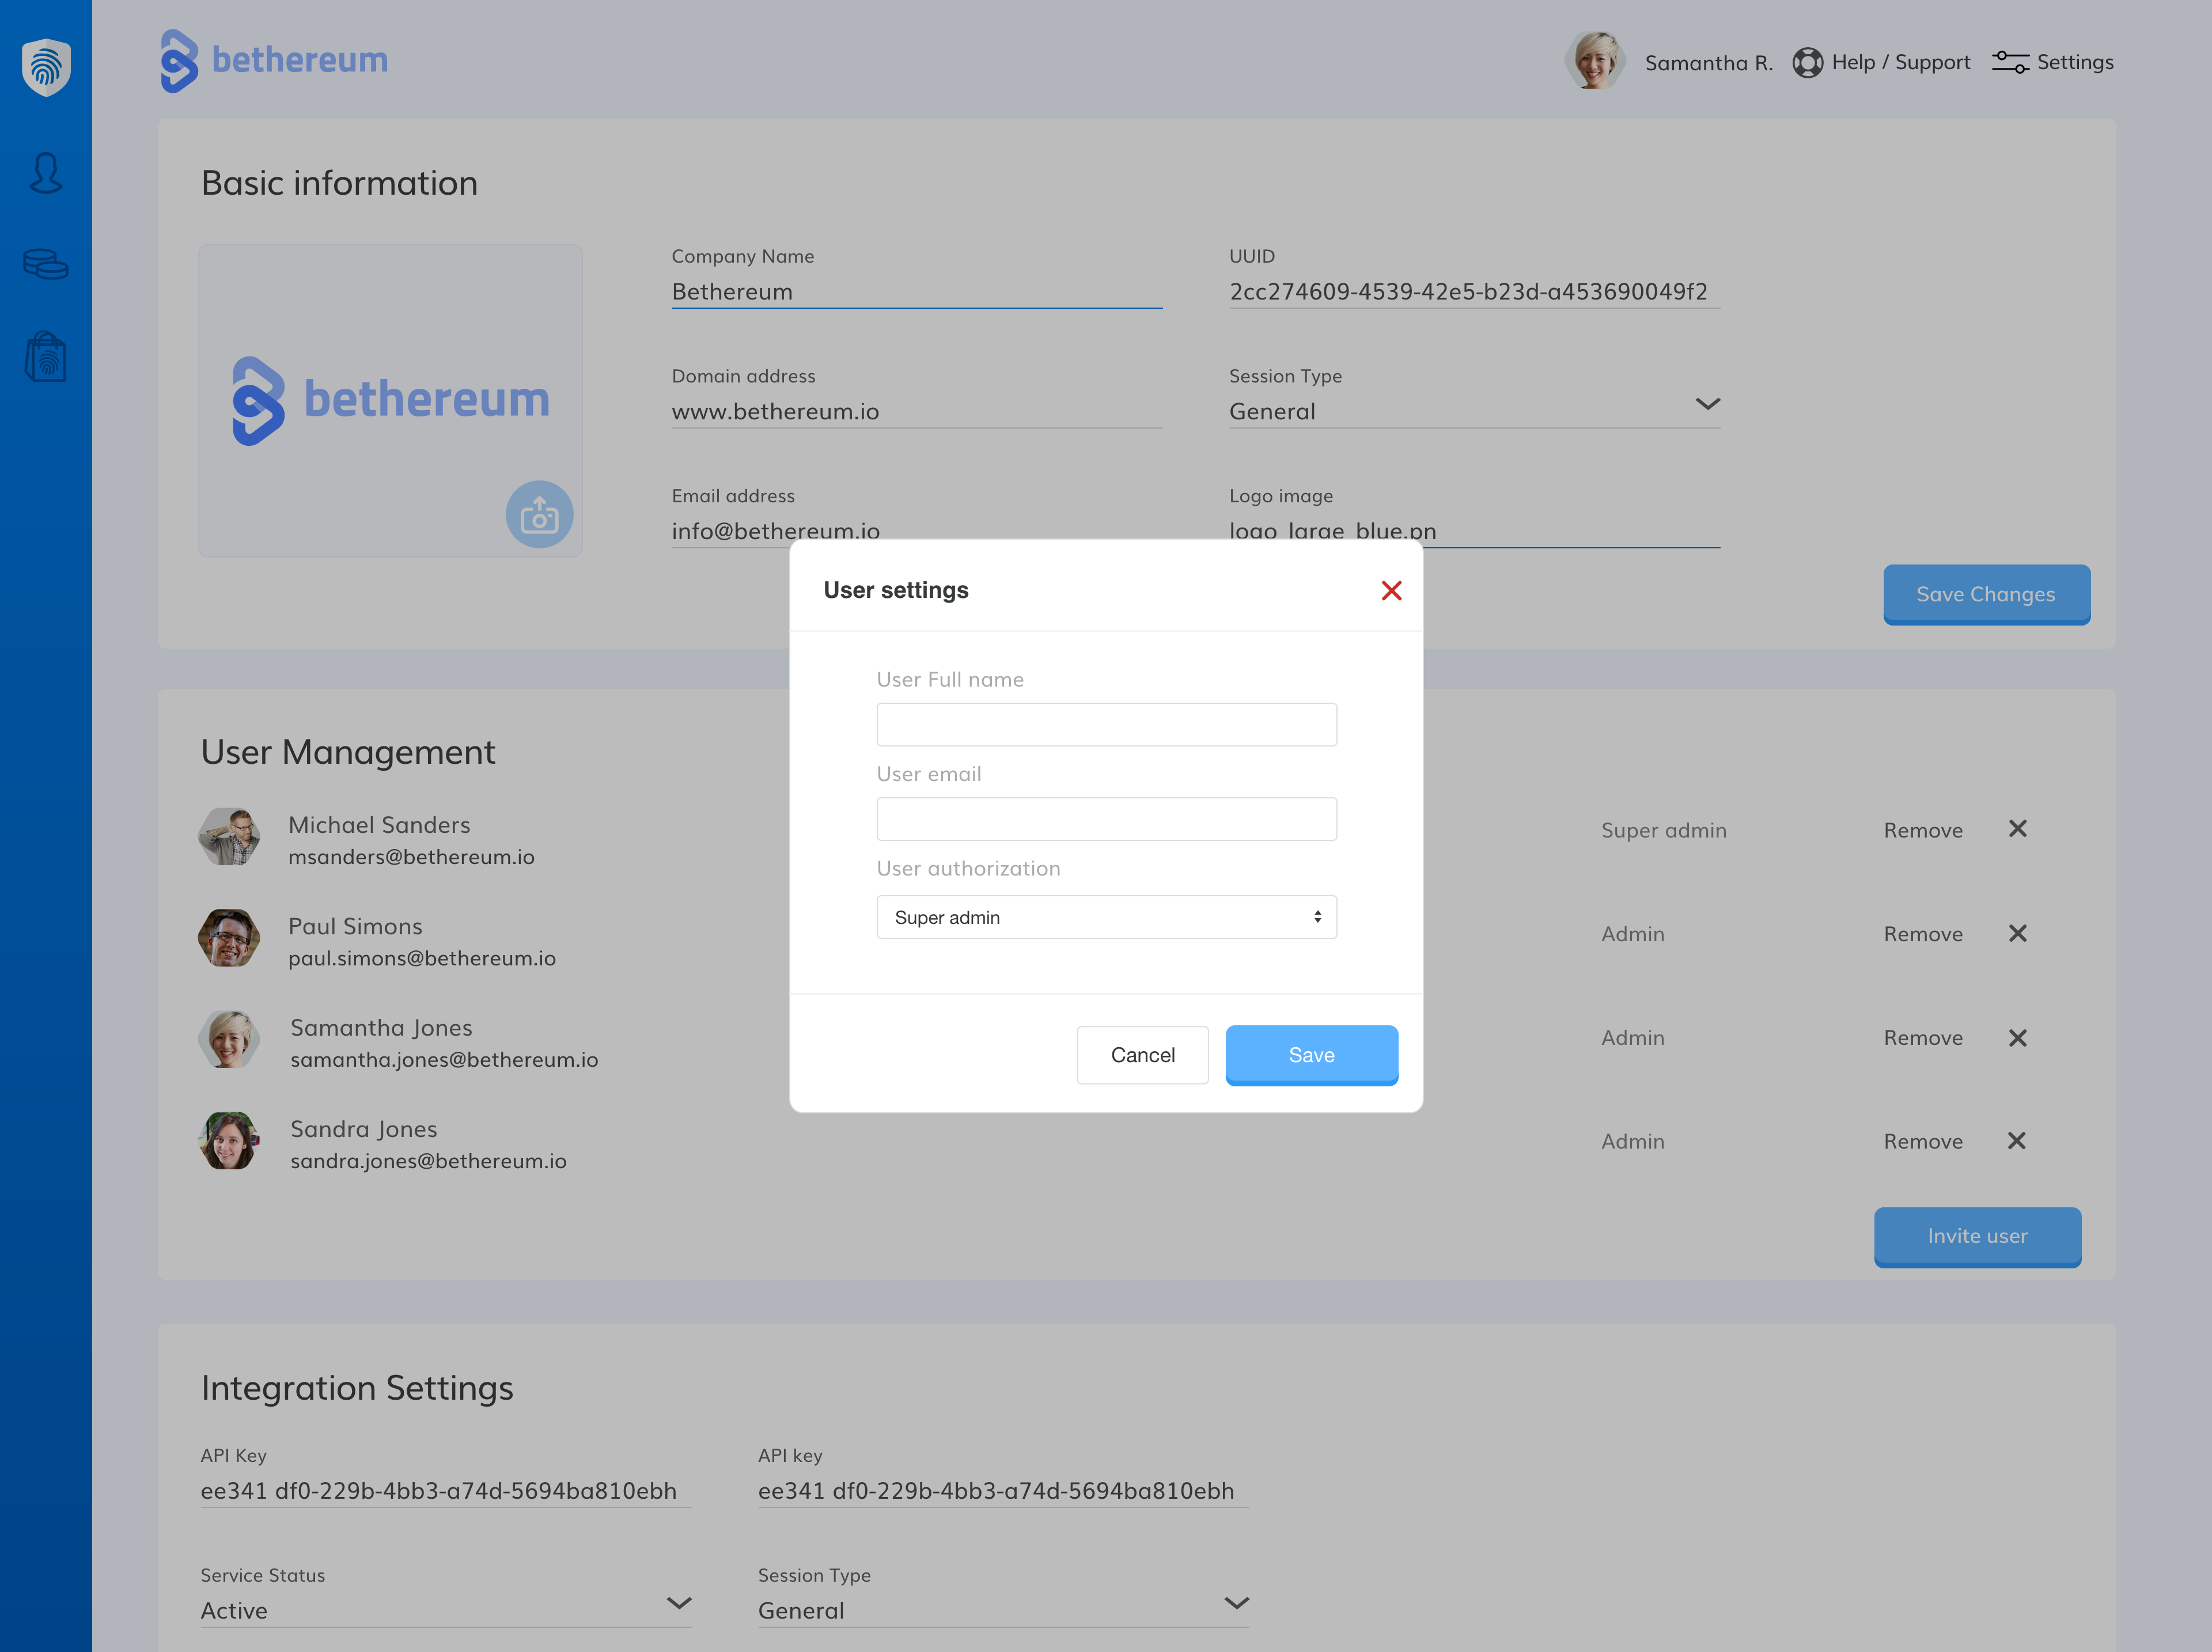 bethereum
Samantha R.
Help / Support
Settings
Basic information
bethereum
Company Name
Bethereum
UUID
2cc274609-4539-42e5-b23d-a453690049f2
Domain address
www.bethereum.io
Session Type
General
Email address
info@bethereum.io
Logo image
logo_large_blue.pn
Save Changes
User settings
User Full name
User email
User authorization
Super admin
Cancel
Save
User Management
Michael Sanders
msanders@bethereum.io
Super admin
Remove
Paul Simons
paul.simons@bethereum.io
Admin
Remove
Samantha Jones
samantha.jones@bethereum.io
Admin
Remove
Sandra Jones
sandra.jones@bethereum.io
Admin
Remove
Invite user
Integration Settings
API Key
ee341 df0-229b-4bb3-a74d-5694ba810ebh
API key
ee341 df0-229b-4bb3-a74d-5694ba810ebh
Service Status
Active
Session Type
General